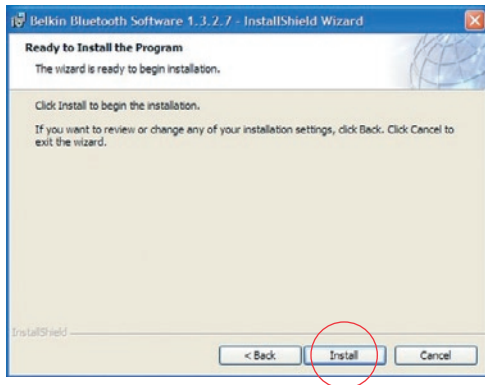 Belkin Bluetooth Software 1.3.2.7 - InstallShield Wizard
Ready to Install the Program
The wizard is ready to begin installation.
Click Install to begin the installation.
If you want to review or change any of your installation settings, click Back. Click Cancel to
exit the wizard.
InstallShield
< Back Install Cancel